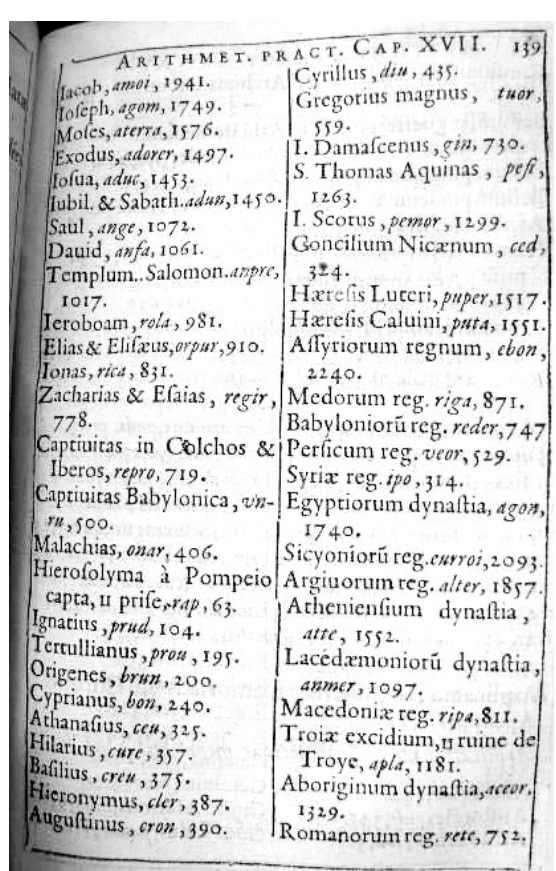 ARITHMET. PRACT. CAP. XVII. 139
Iacob, amoi, 1941.
Ioseph, agom, 1749.
Moses, aterra, 1576.
Exodus, adorer, 1497.
Iosua, aduc, 1453.
Iubil. & Sabath. adun, 1450.
Saul, ange, 1072.
Dauid, anſa, 1061.
Templum. Salomon. anpre,
1017.
Ieroboam, rola, 981.
Elias & Eliſæus, orpur, 910.
Ionas, rica, 831.
Zacharias & Eſaias, regir,
778.
Captiuitas in Colchos &
Iberos, repro, 719.
Captiuitas Babylonica, vn-
ru, 500.
Malachias, onar, 406.
Hieroſolyma à Pompeio
capta, u priſe, rap, 63.
Ignatius, prud, 104.
Tertullianus, prou, 195.
Origenes, brun, 200.
Cyprianus, bon, 240.
Athanaſius, ceu, 325.
Hilarius, cure, 357.
Baſilius, creu, 375.
Hieronymus, cler, 387.
Auguſtinus, cron, 390.
Cyrillus, diu, 435.
Gregorius magnus, tuor,
559.
I. Damaſcenus, gin, 730.
S. Thomas Aquinas, peſi,
1263.
I. Scotus, pemor, 1299.
Goncilium Nicænum, ced,
324.
Hæreſis Luteri, puper, 1517.
Hæreſis Caluini, puta, 1551.
Aſſyriorum regnum, ebon,
2240.
Medorum reg. riga, 871.
Babyloniorũ reg. reder, 747
Perſicum reg. veor, 529.
Syriæ reg. ipo, 314.
Egyptiorum dynaſtia, agon,
1740.
Sicyoniorũ reg. eurroi, 2093.
Argiuorum reg. alter, 1857.
Athenienſium dynaſtia,
atte, 1552.
Lacedæmoniorũ dynaſtia,
anner, 1097.
Macedoniæ reg. ripa, 811.
Troiæ excidium, u ruine de
Troye, apla, 1181.
Aboriginum dynaſtia, aceor,
1329.
Romanorum reg. rete, 752.